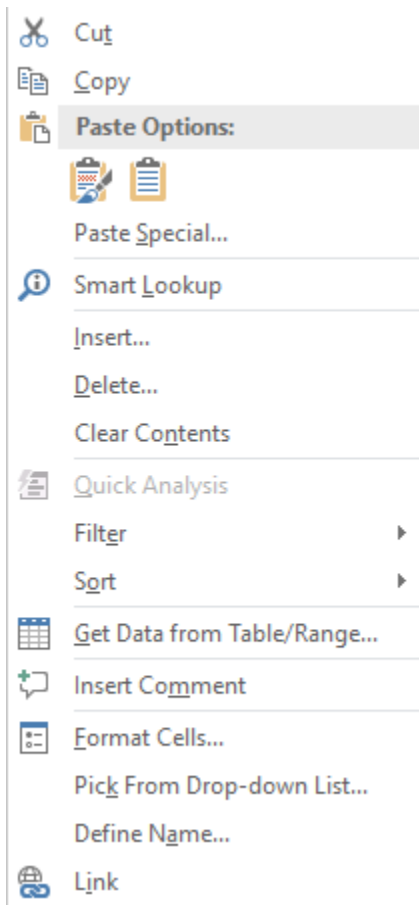 Cut
Copy
Paste Options:
Paste Special...
Smart Lookup
Insert...
Delete...
Clear Contents
Quick Analysis
Filter
Sort
Get Data from Table/Range...
Insert Comment
Format Cells...
Pick From Drop-down List...
Define Name...
Link